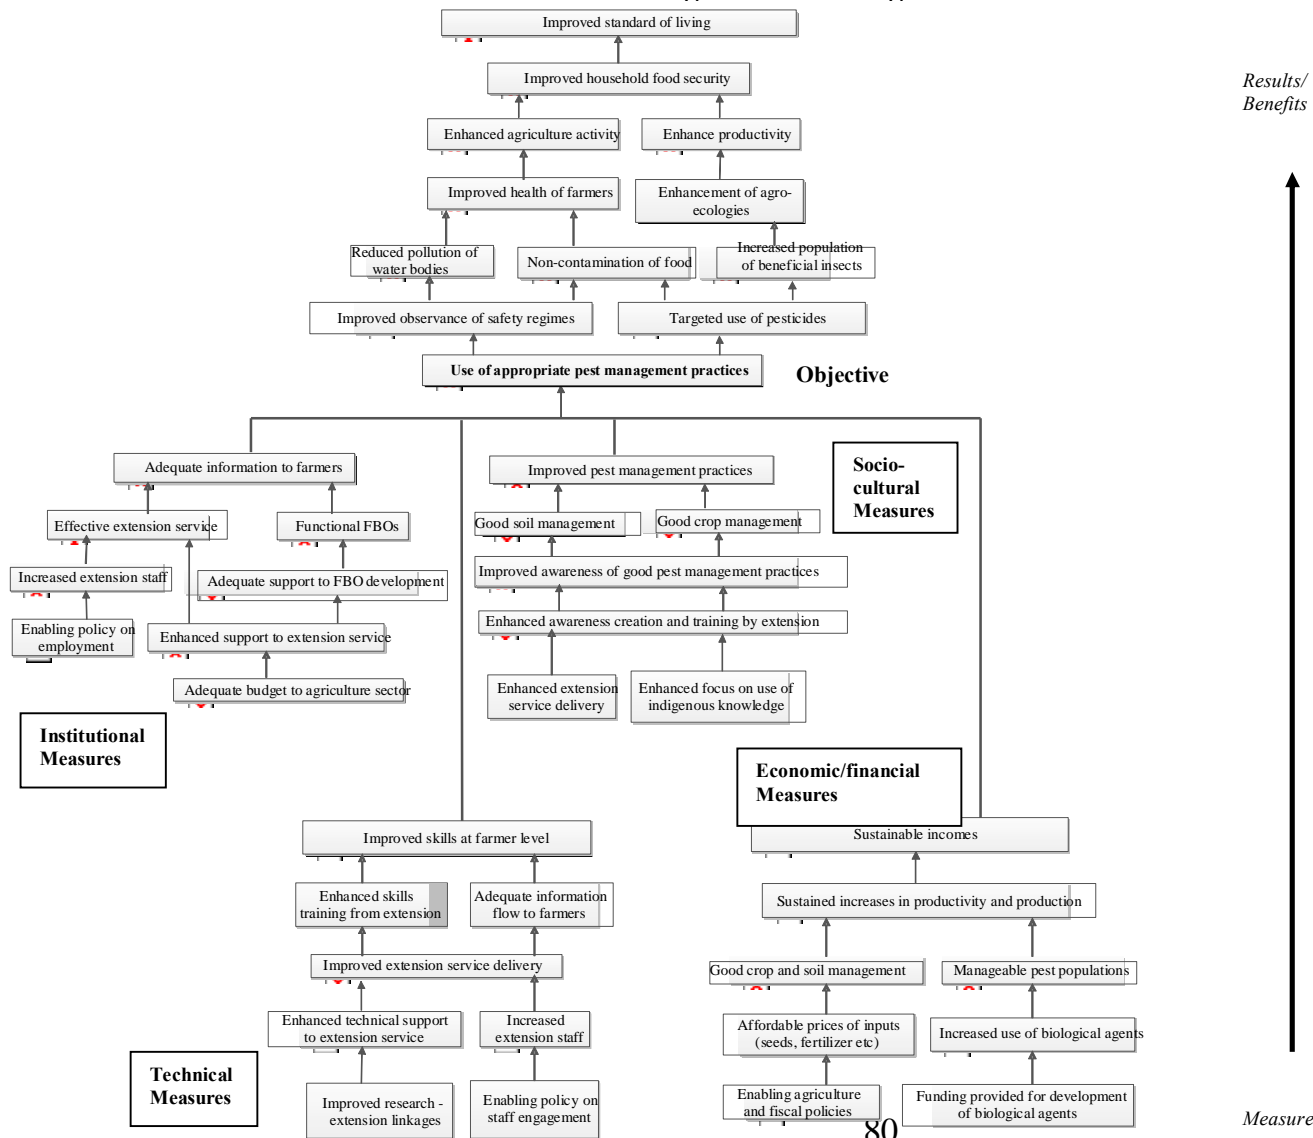 Improved standard of living
Improved household food security
Results/
Benefits
Enhanced agriculture activity
Enhance productivity
Improved health of farmers
Enhancement of agro-
ecologies
Reduced pollution of
water bodies
Non-contamination of food
Increased population
of beneficial insects
Improved observance of safety regimes
Targeted use of pesticides
Use of appropriate pest management practices
Objective
Adequate information to farmers
Improved pest management practices
Socio-
cultural
Measures
Effective extension service
Functional FBOs
Good soil management
Good crop management
Increased extension staff
Adequate support to FBO development
Improved awareness of good pest management practices
Enabling policy on
employment
Enhanced support to extension service
Enhanced awareness creation and training by extension
Adequate budget to agriculture sector
Enhanced extension
service delivery
Enhanced focus on use of
indigenous knowledge
Institutional
Measures
Economic/financial
Measures
Improved skills at farmer level
Sustainable incomes
Enhanced skills
training from extension
Adequate information
flow to farmers
Sustained increases in productivity and production
Improved extension service delivery
Good crop and soil management
Manageable pest populations
Enhanced technical support
to extension service
Increased
extension staff
Affordable prices of inputs
(seeds, fertilizer etc)
Increased use of biological agents
Technical
Measures
Improved research -
extension linkages
Enabling policy on
staff engagement
Enabling agriculture
and fiscal policies
Funding provided for development
of biological agents
80
Measure